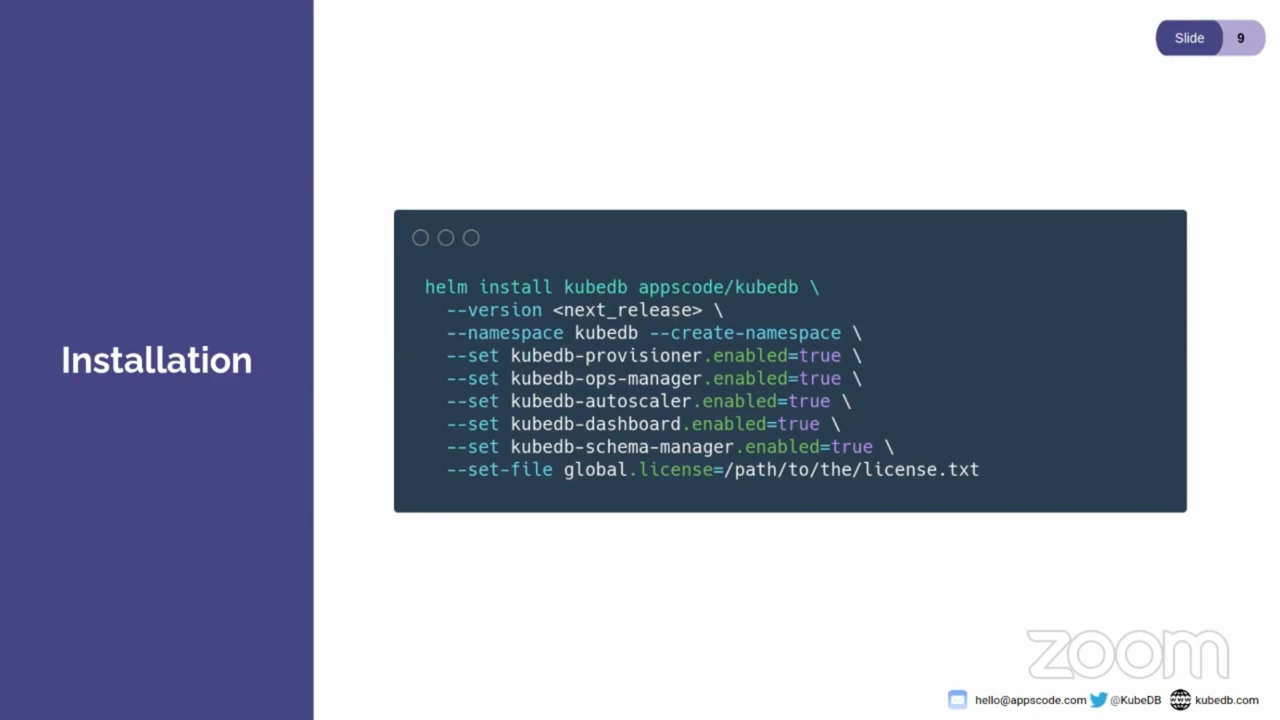 Slide 9
Installation
helm install kubedb appscode/kubedb \
--version <next_release> \
--namespace kubedb --create-namespace \
--set kubedb-provisioner.enabled=true \
--set kubedb-ops-manager.enabled=true \
--set kubedb-autoscaler.enabled=true \
--set kubedb-dashboard.enabled=true \
--set kubedb-schema-manager.enabled=true \
--set-file global.license=/path/to/the/license.txt
zoom
hello@appscode.com @KubeDB www kubedb.com